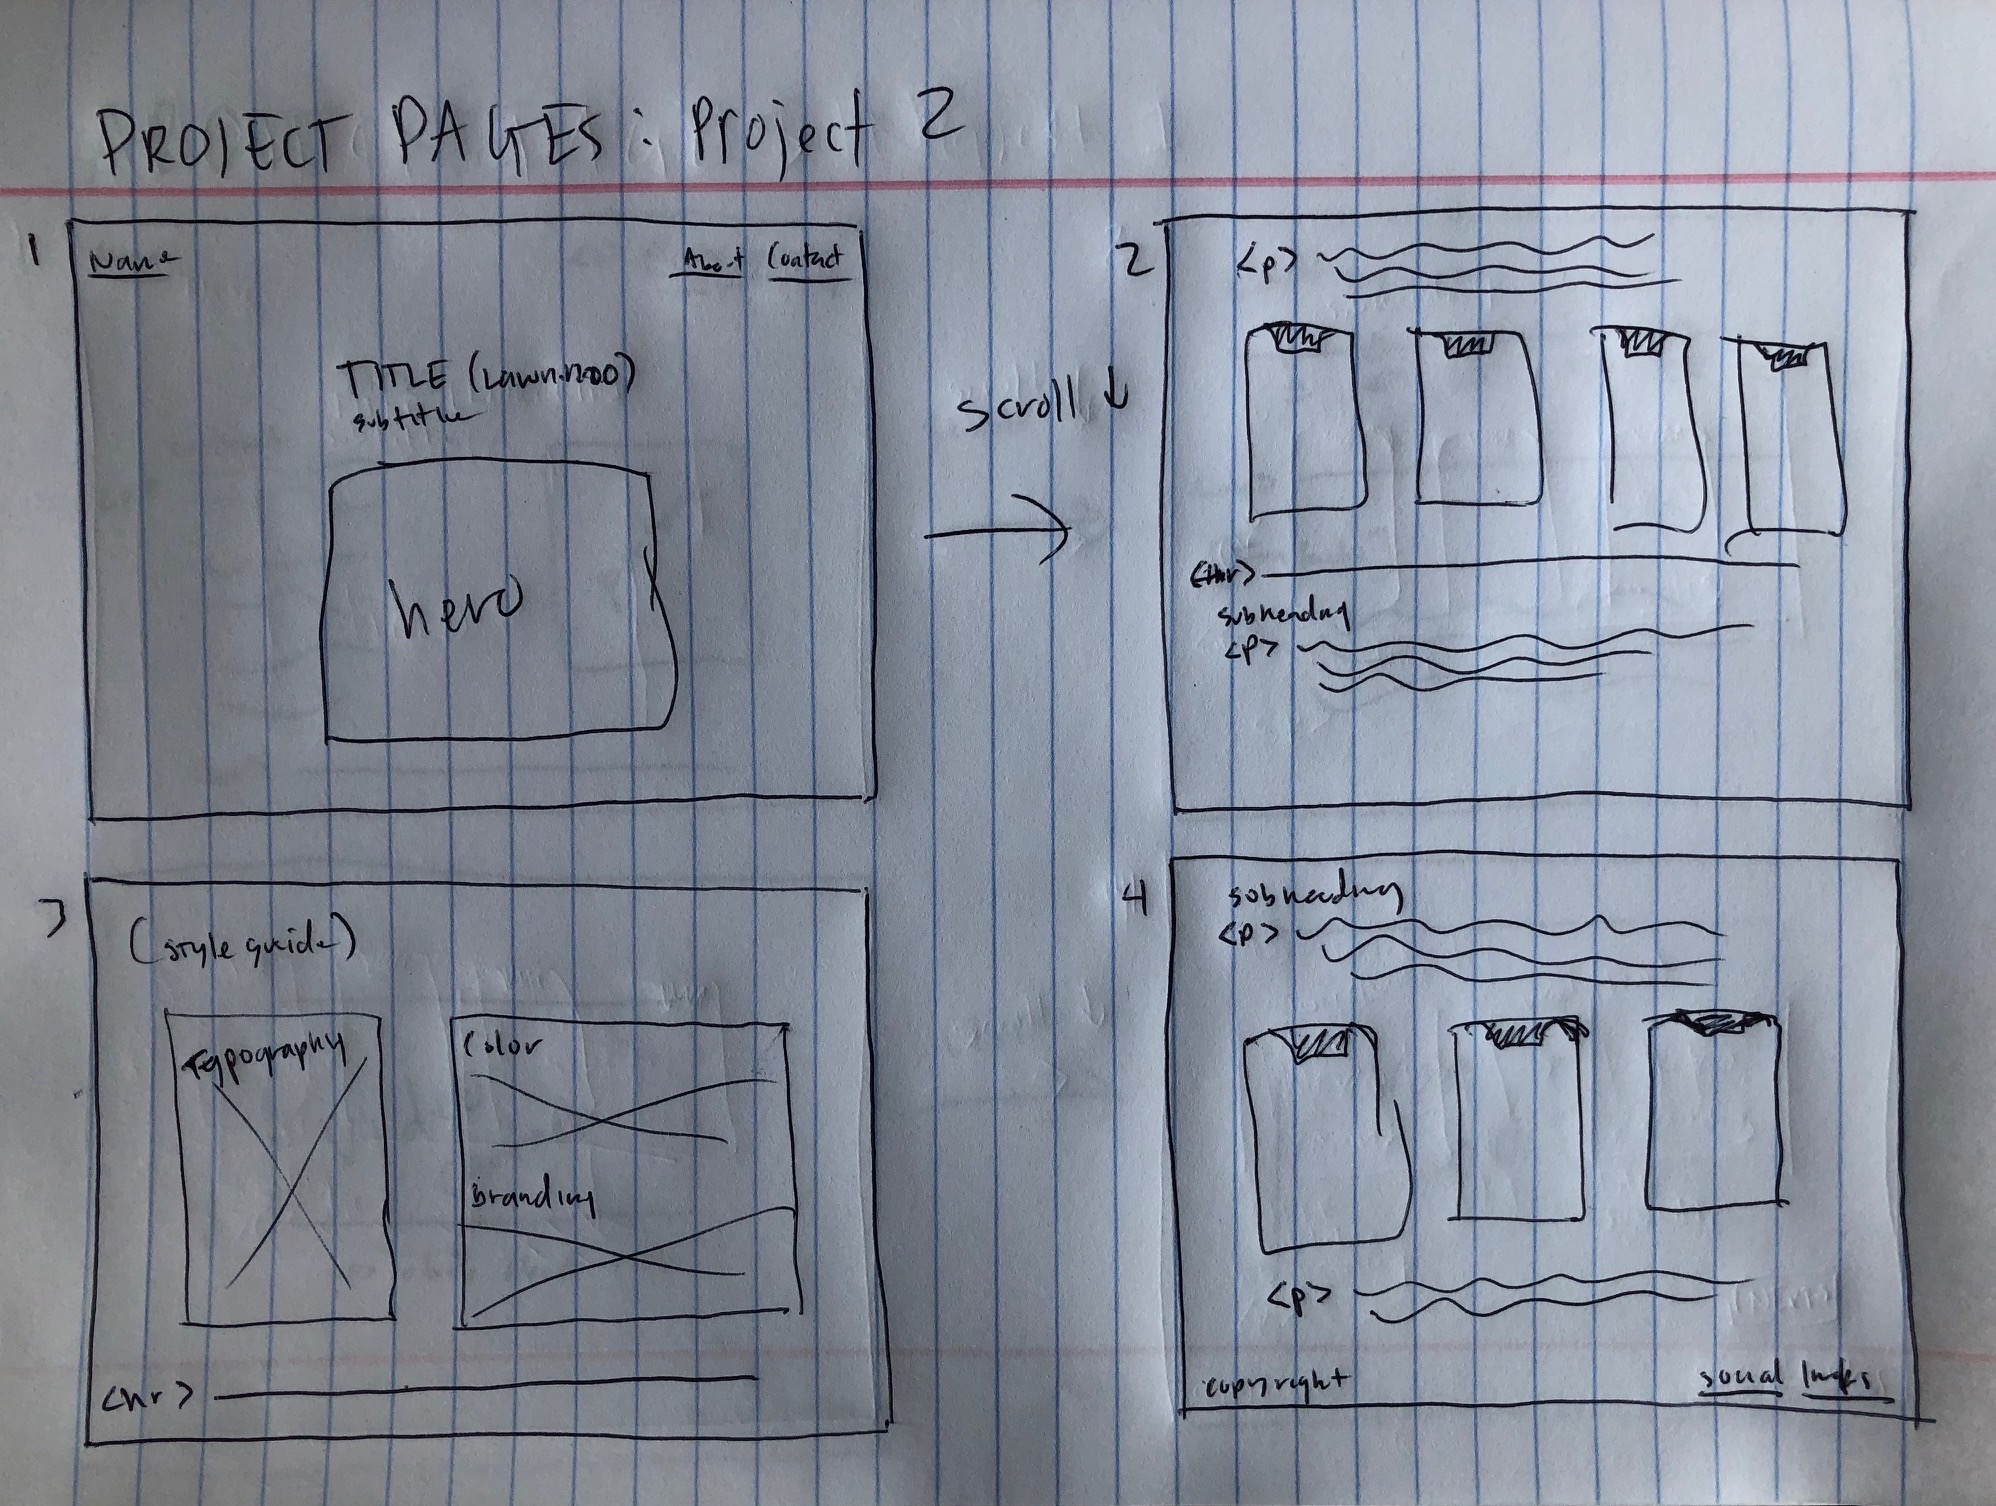 PROJECT PAGES: Project 2
1
Name
About Contact
TITLE (
subtitle
hero
scroll ↓
2
<p>
<hr>
subheading
<p>
3
(style guide)
Typography
Color
branding
<hr>
4
subheading
<p>
<p>
copyright
social links